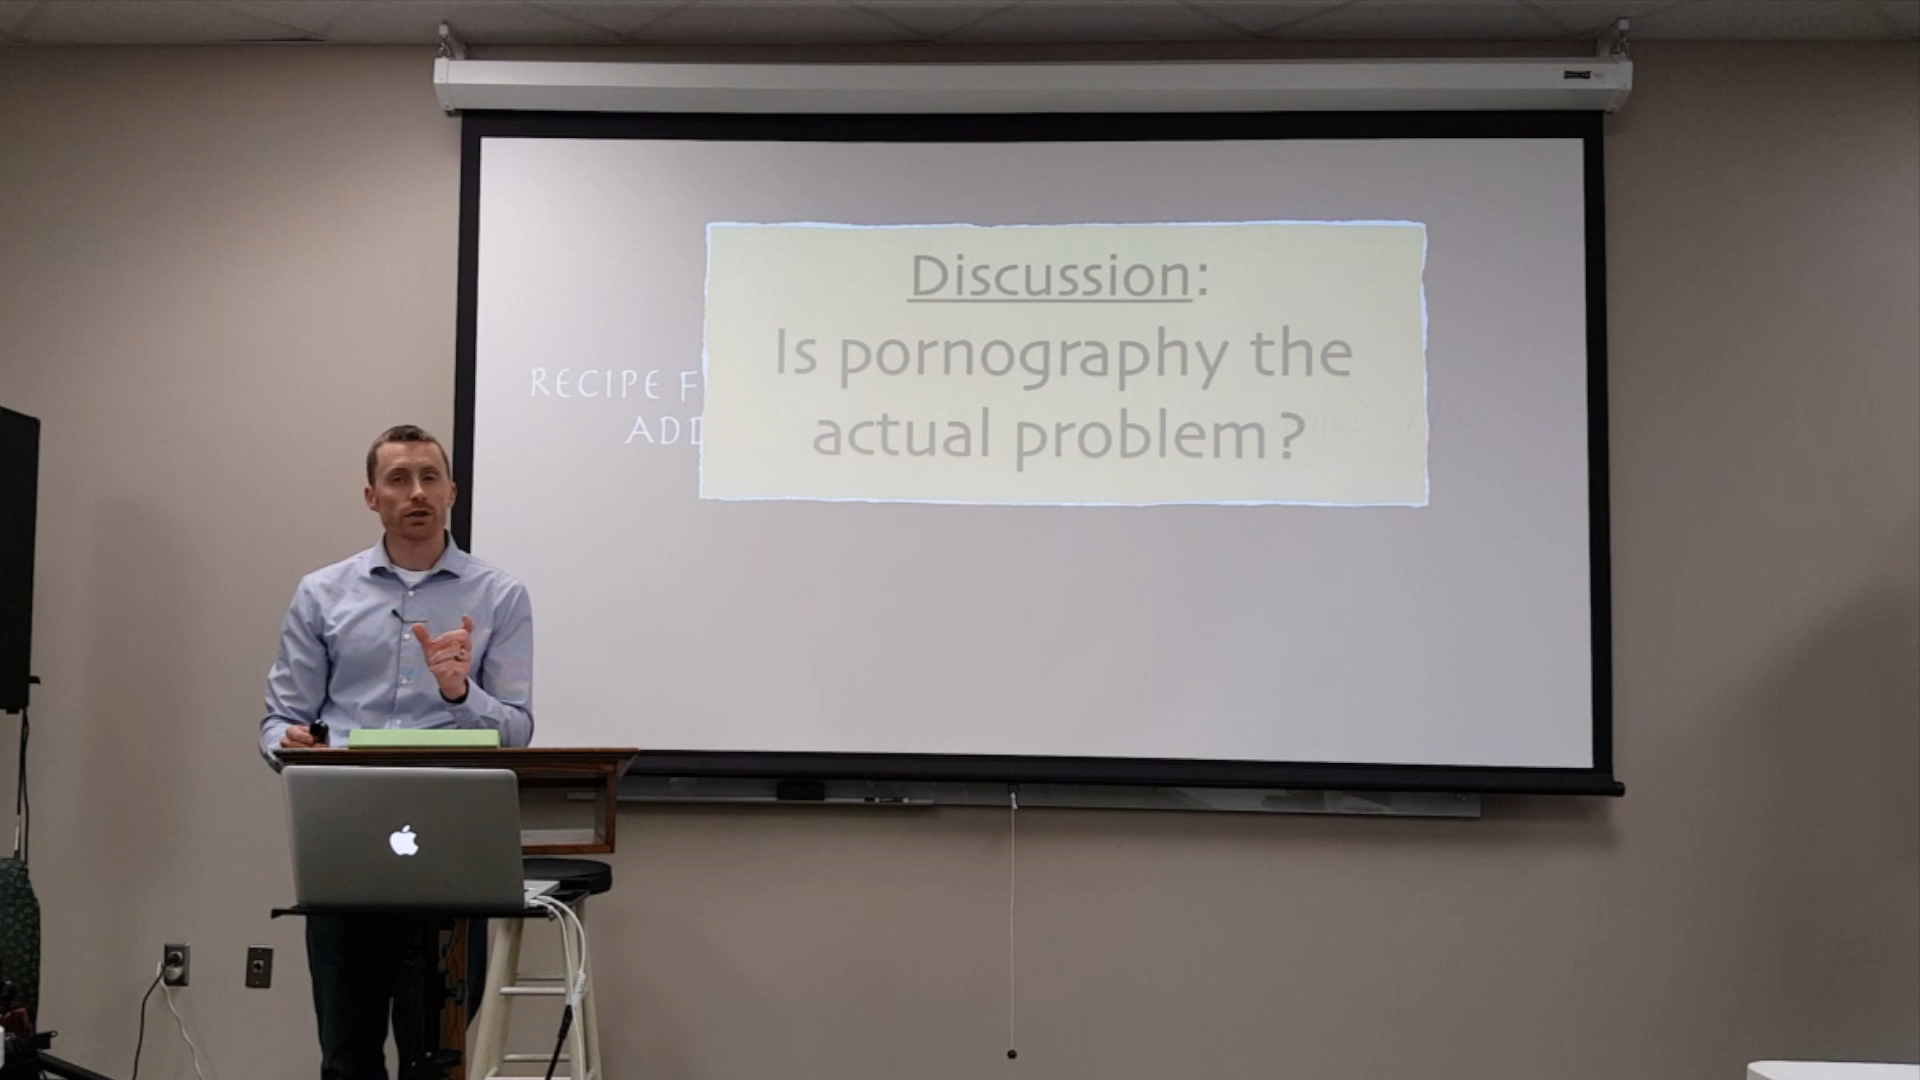 Discussion:
Is pornography the
actual problem?
RECIPE F
ADD